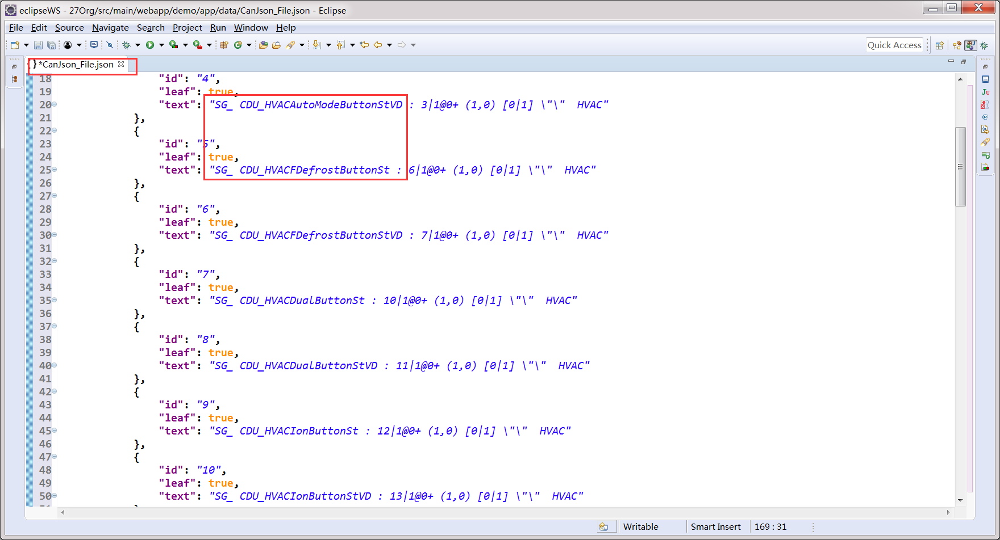 eclipseWS - 27Org/src/main/webapp/demo/app/data/CanJson_File.json - Eclipse
File Edit Source Navigate Search Project Run Window Help
Quick Access
{} *CanJson_File.json
18 "id": "4",
19 "leaf": true,
20 "text": "SG_ CDU_HVACAutoModeButtonStVD : 3|1@0+ (1,0) [0|1] \"\"  HVAC"
21 },
22 {
23 "id": "5",
24 "leaf": true,
25 "text": "SG_ CDU_HVACFDefrostButtonSt : 6|1@0+ (1,0) [0|1] \"\"  HVAC"
26 },
27 {
28 "id": "6",
29 "leaf": true,
30 "text": "SG_ CDU_HVACFDefrostButtonStVD : 7|1@0+ (1,0) [0|1] \"\"  HVAC"
31 },
32 {
33 "id": "7",
34 "leaf": true,
35 "text": "SG_ CDU_HVACDualButtonSt : 10|1@0+ (1,0) [0|1] \"\"  HVAC"
36 },
37 {
38 "id": "8",
39 "leaf": true,
40 "text": "SG_ CDU_HVACDualButtonStVD : 11|1@0+ (1,0) [0|1] \"\"  HVAC"
41 },
42 {
43 "id": "9",
44 "leaf": true,
45 "text": "SG_ CDU_HVACIonButtonSt : 12|1@0+ (1,0) [0|1] \"\"  HVAC"
46 },
47 {
48 "id": "10",
49 "leaf": true,
50 "text": "SG_ CDU_HVACIonButtonStVD : 13|1@0+ (1,0) [0|1] \"\"  HVAC"
Writable Smart Insert 169 : 31